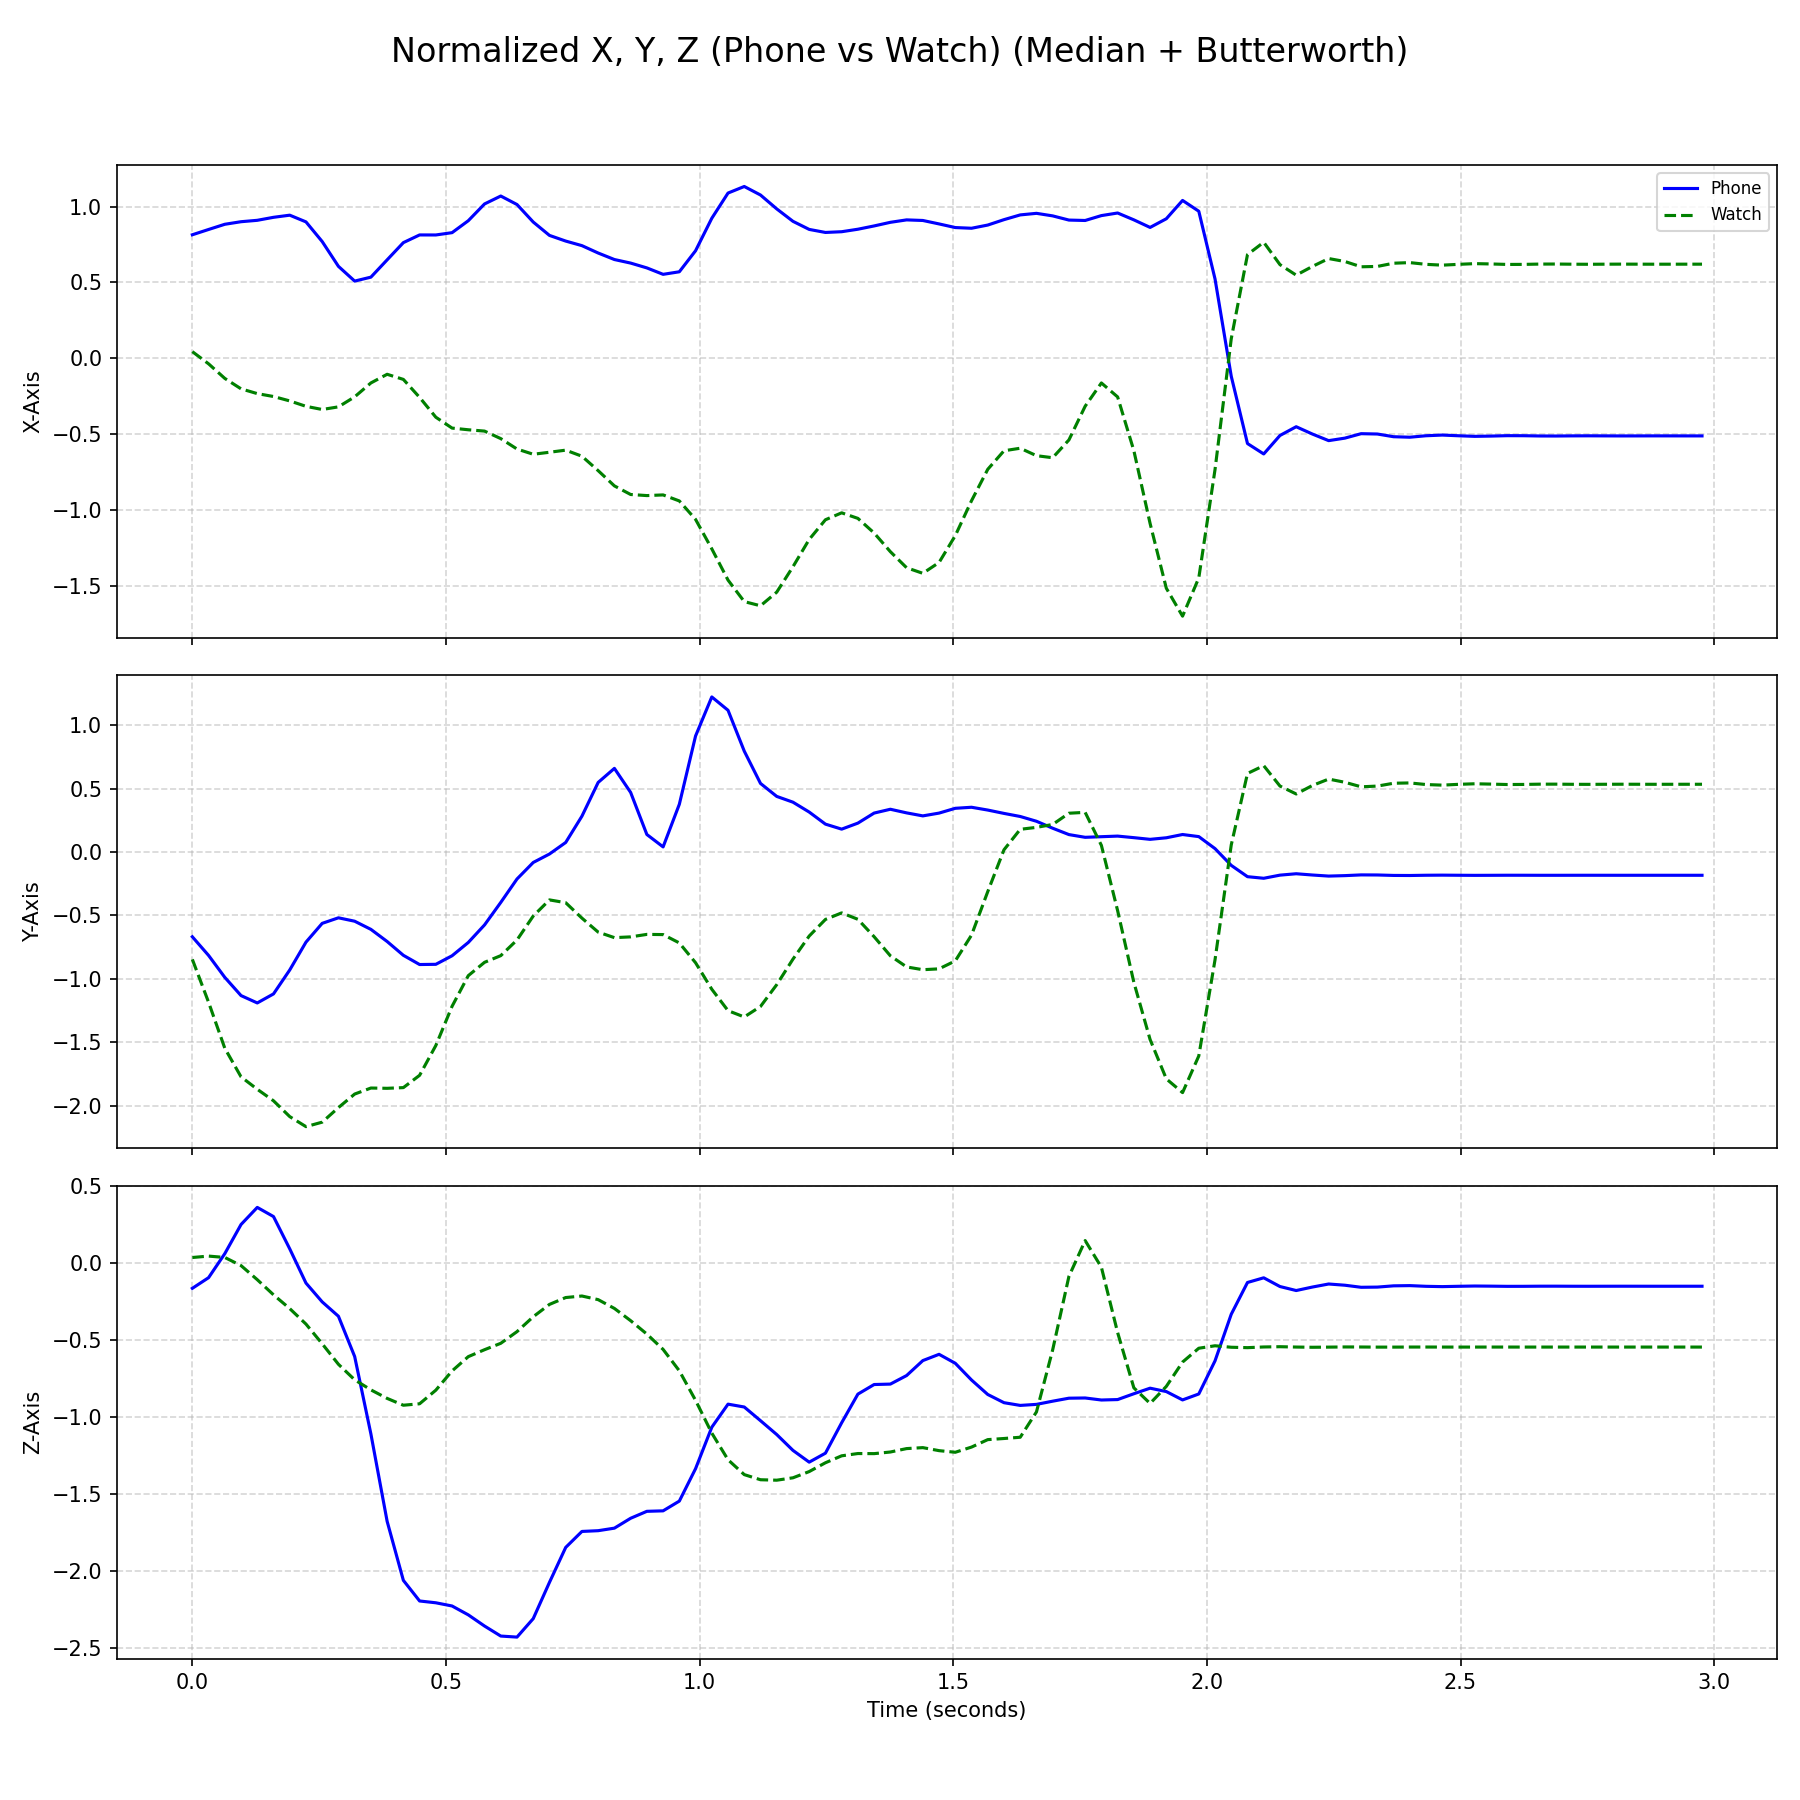 Normalized X, Y, Z (Phone vs Watch) (Median + Butterworth)
Phone
Watch
1.0
0.5
0.0
−0.5
−1.0
−1.5
X-Axis
1.0
0.5
0.0
−0.5
−1.0
−1.5
−2.0
Y-Axis
0.5
0.0
−0.5
−1.0
−1.5
−2.0
−2.5
Z-Axis
0.0 0.5 1.0 1.5 2.0 2.5 3.0
Time (seconds)